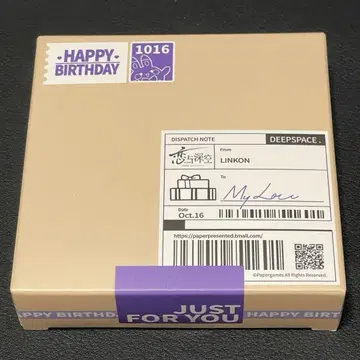 HAPPY
BIRTHDAY
1016
DISPATCH NOTE
DEEPSPACE.
恋与深空
From
LINKON
To
My Love
Date
Oct.16
https://paperpresented.tmall.com/
©Papergames All Rights Reserved.
JUST
FOR YOU
HAPPY BIRTHDAY
HAPPY BIRTHDAY